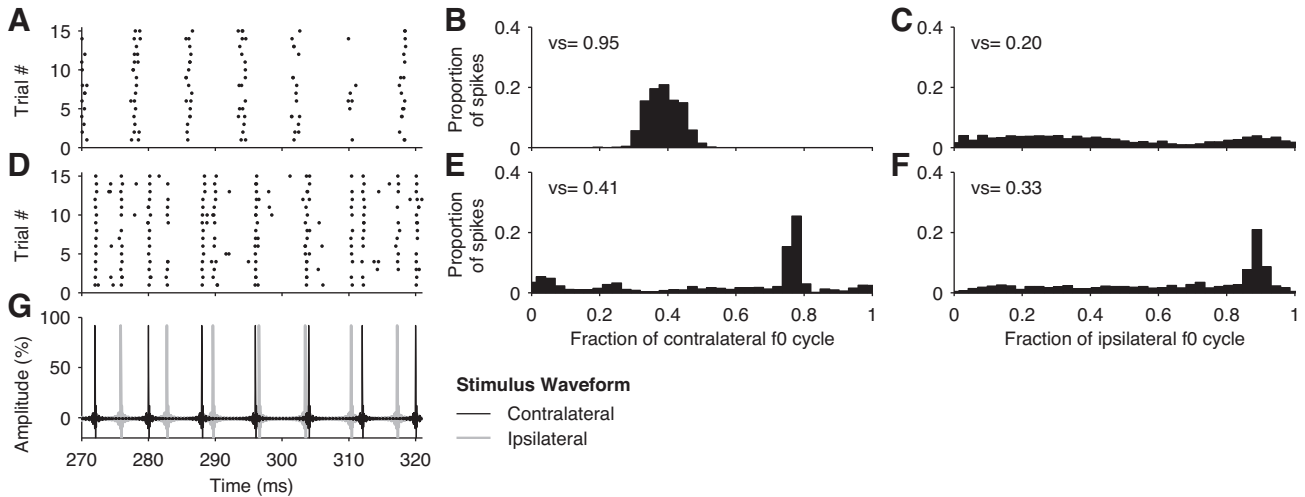 A
15
10
5
0
Trial #
B
0.4
0.2
0
Proportion
of spikes
vs= 0.95
C
0.4
0.2
0
vs= 0.20
D
15
10
5
0
Trial #
E
0.4
0.2
0
Proportion
of spikes
vs= 0.41
0 0.2 0.4 0.6 0.8 1
Fraction of contralateral f0 cycle
F
0.4
0.2
0
vs= 0.33
0 0.2 0.4 0.6 0.8 1
Fraction of ipsilateral f0 cycle
G
100
50
0
Amplitude (%)
270 280 290 300 310 320
Time (ms)
Stimulus Waveform
Contralateral
Ipsilateral